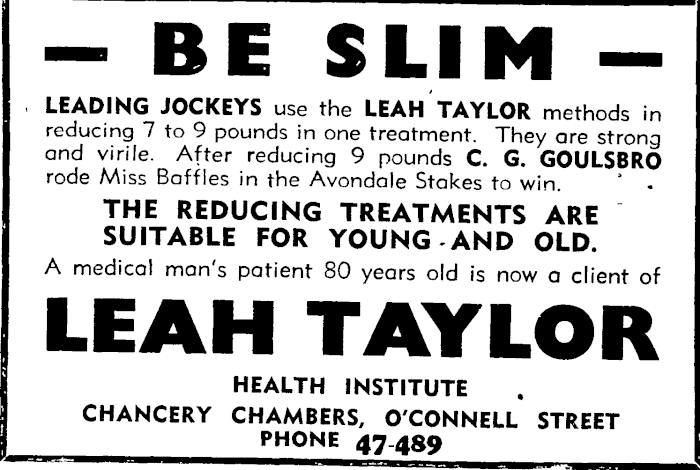 — BE SLIM —
LEADING JOCKEYS use the LEAH TAYLOR methods in
reducing 7 to 9 pounds in one treatment. They are strong
and virile. After reducing 9 pounds C. G. GOULSBRO
rode Miss Baffles in the Avondale Stakes to win.
THE REDUCING TREATMENTS ARE
SUITABLE FOR YOUNG AND OLD.
A medical man's patient 80 years old is now a client of
LEAH TAYLOR
HEALTH INSTITUTE
CHANCERY CHAMBERS, O'CONNELL STREET
PHONE 47-489